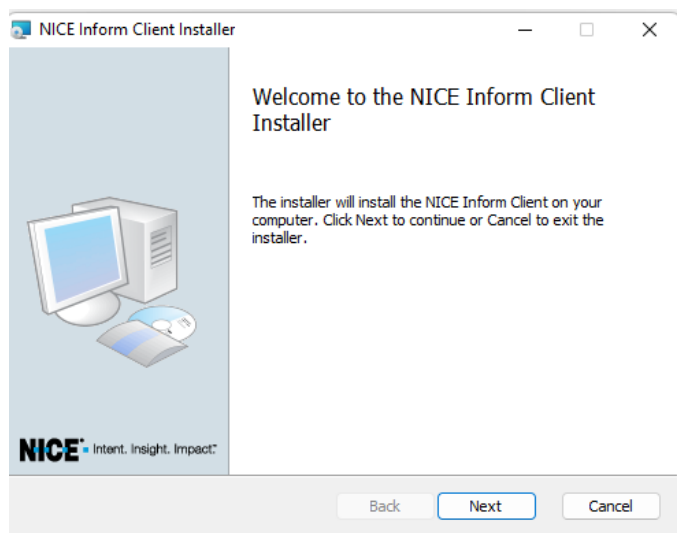 NICE Inform Client Installer
Welcome to the NICE Inform Client
Installer
The installer will install the NICE Inform Client on your
computer. Click Next to continue or Cancel to exit the
installer.
NICE Intent. Insight. Impact.™
Back Next Cancel